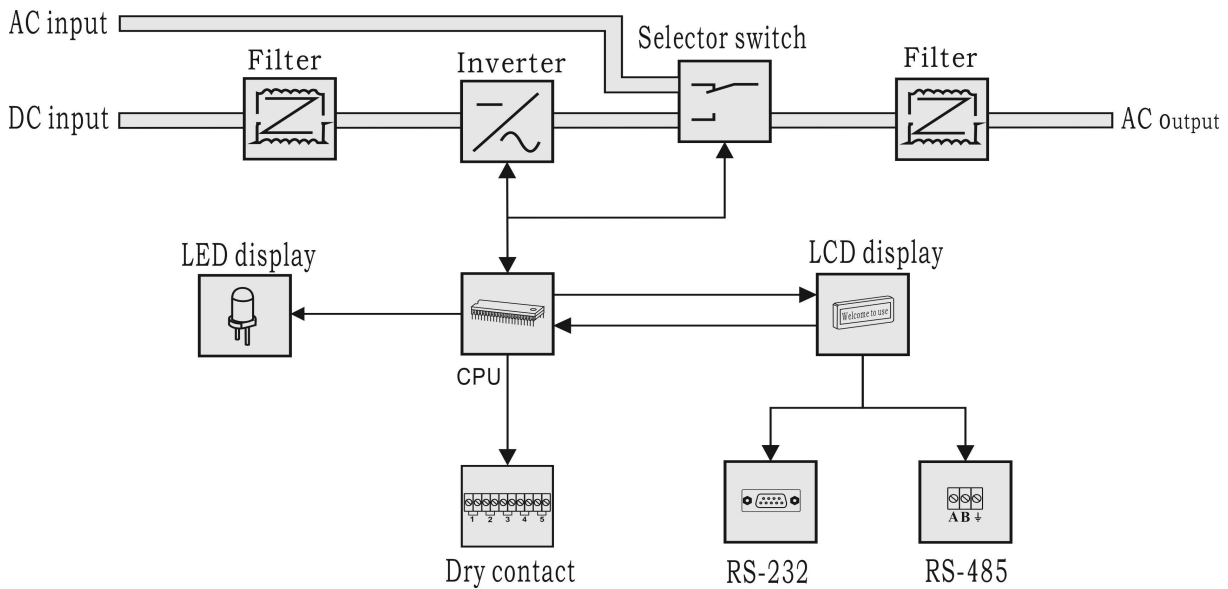 AC input
Selector switch
Filter
Inverter
Filter
DC input
AC output
LED display
LCD display
Welcome to use
CPU
1 2 3 4 5
A B
Dry contact
RS-232
RS-485